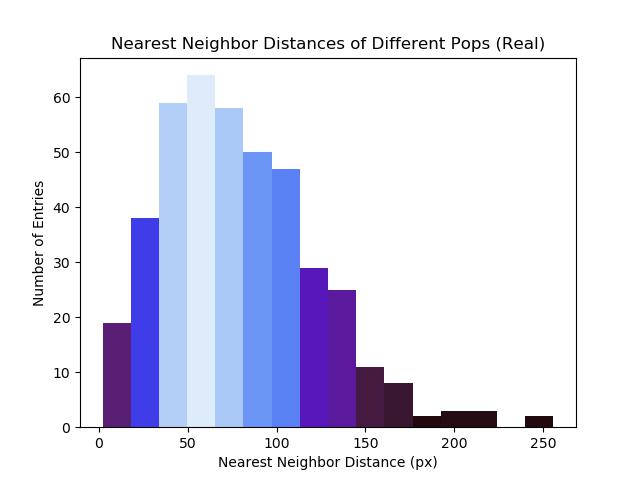 Nearest Neighbor Distances of Different Pops (Real)
60
50
40
30
20
10
0
Number of Entries
0 50 100 150 200 250
Nearest Neighbor Distance (px)